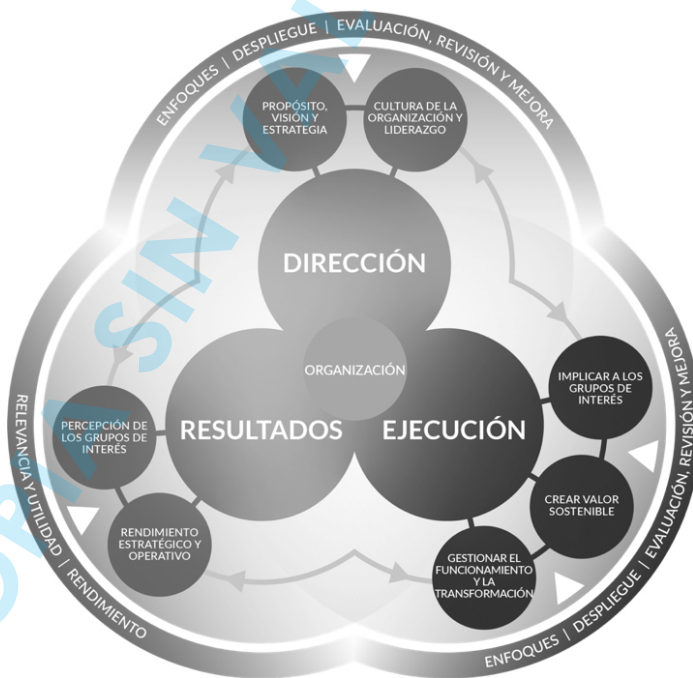 ENFOQUES | DESPLIEGUE | EVALUACIÓN, REVISIÓN Y MEJORA
PROPÓSITO,
VISIÓN Y
ESTRATEGIA
CULTURA DE LA
ORGANIZACIÓN Y
LIDERAZGO
DIRECCIÓN
ORGANIZACIÓN
RESULTADOS
EJECUCIÓN
IMPLICAR A LOS
GRUPOS DE
INTERÉS
CREAR VALOR
SOSTENIBLE
GESTIONAR EL
FUNCIONAMIENTO
Y LA
TRANSFORMACIÓN
PERCEPCIÓN DE
LOS GRUPOS DE
INTERÉS
RENDIMIENTO
ESTRATÉGICO Y
OPERATIVO
RELEVANCIA Y UTILIDAD | RENDIMIENTO
ENFOQUES | DESPLIEGUE | EVALUACIÓN, REVISIÓN Y MEJORA
SIN